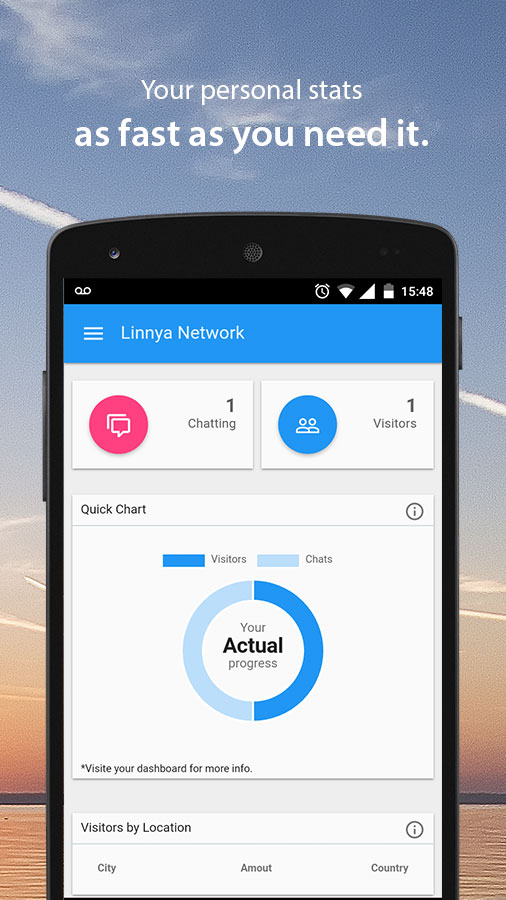 Your personal stats
as fast as you need it.
15:48
Linnya Network
1
Chatting
1
Visitors
Quick Chart
Visitors
Chats
Your
Actual
progress
*Visite your dashboard for more info.
Visitors by Location
City Amout Country